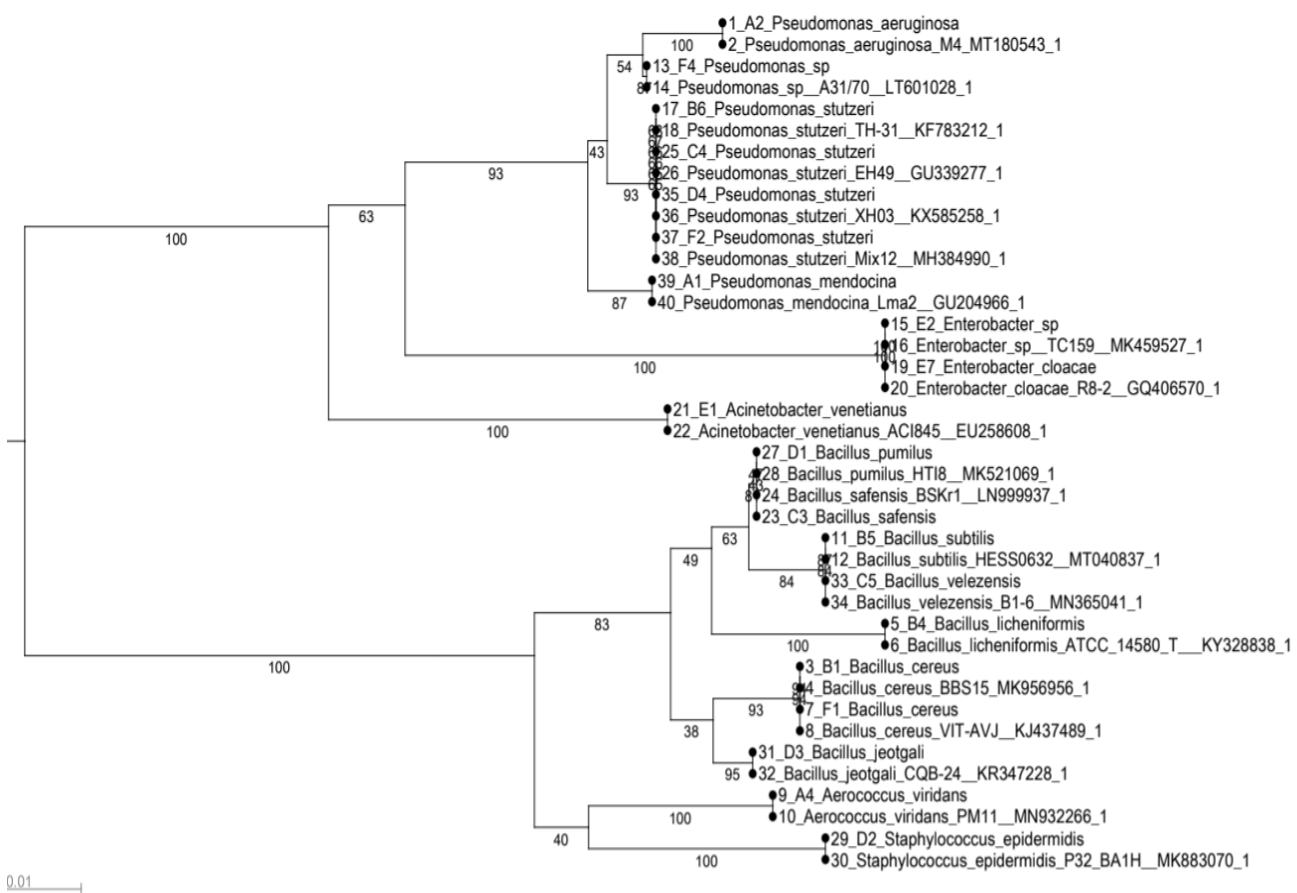 1_A2_Pseudomonas_aeruginosa
100
2_Pseudomonas_aeruginosa_M4_MT180543_1
54
13_F4_Pseudomonas_sp
14_Pseudomonas_sp__A31/70__LT601028_1
17_B6_Pseudomonas_stutzeri
18_Pseudomonas_stutzeri_TH-31__KF783212_1
43
25_C4_Pseudomonas_stutzeri
93
26_Pseudomonas_stutzeri_EH49__GU339277_1
93
35_D4_Pseudomonas_stutzeri
63
36_Pseudomonas_stutzeri_XH03__KX585258_1
100
37_F2_Pseudomonas_stutzeri
38_Pseudomonas_stutzeri_Mix12__MH384990_1
39_A1_Pseudomonas_mendocina
87
40_Pseudomonas_mendocina_Lma2__GU204966_1
15_E2_Enterobacter_sp
16_Enterobacter_sp__TC159__MK459527_1
100
19_E7_Enterobacter_cloacae
20_Enterobacter_cloacae_R8-2__GQ406570_1
21_E1_Acinetobacter_venetianus
100
22_Acinetobacter_venetianus_ACI845__EU258608_1
27_D1_Bacillus_pumilus
28_Bacillus_pumilus_HTI8__MK521069_1
24_Bacillus_safensis_BSKr1__LN999937_1
23_C3_Bacillus_safensis
63
11_B5_Bacillus_subtilis
49
12_Bacillus_subtilis_HESS0632__MT040837_1
84
33_C5_Bacillus_velezensis
34_Bacillus_velezensis_B1-6__MN365041_1
83
5_B4_Bacillus_licheniformis
100
6_Bacillus_licheniformis_ATCC_14580_T___KY328838_1
100
3_B1_Bacillus_cereus
4_Bacillus_cereus_BBS15_MK956956_1
93
7_F1_Bacillus_cereus
38
8_Bacillus_cereus_VIT-AVJ__KJ437489_1
31_D3_Bacillus_jeotgali
95
32_Bacillus_jeotgali_CQB-24__KR347228_1
9_A4_Aerococcus_viridans
100
10_Aerococcus_viridans_PM11__MN932266_1
40
29_D2_Staphylococcus_epidermidis
100
30_Staphylococcus_epidermidis_P32_BA1H__MK883070_1
0.01